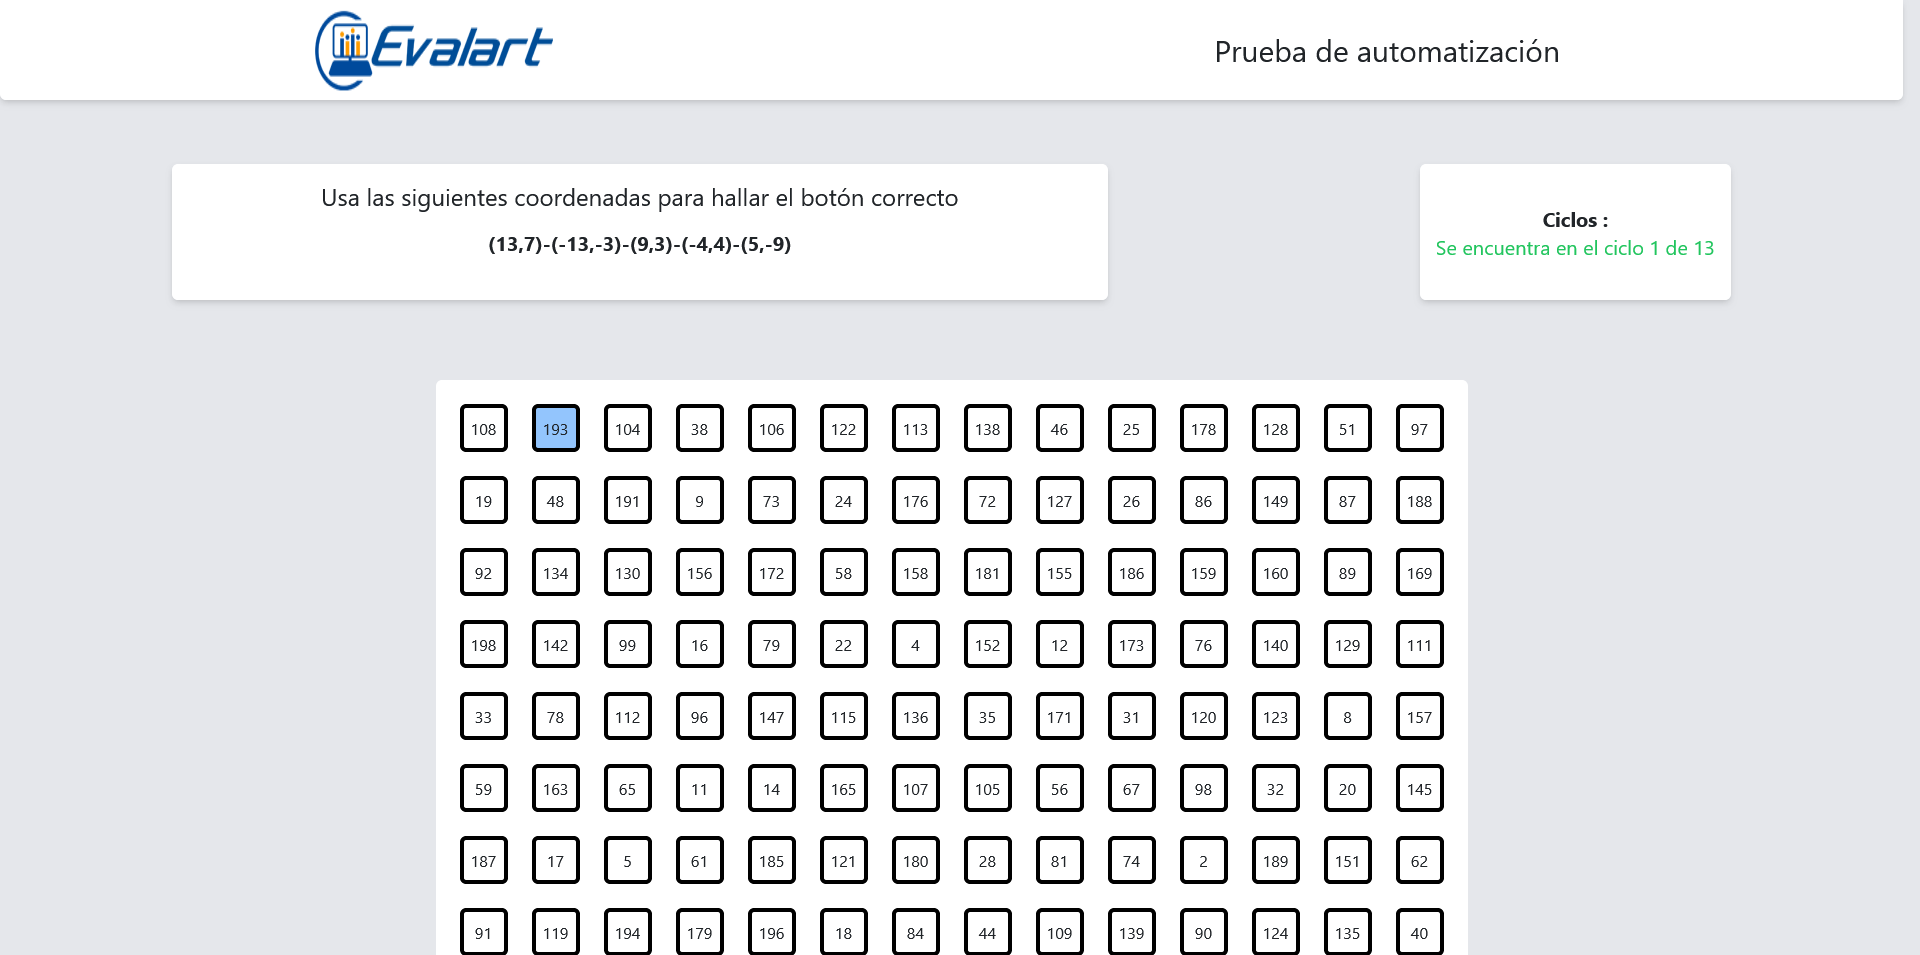 Evalart
Prueba de automatización
Usa las siguientes coordenadas para hallar el botón correcto
(13,7)-(-13,-3)-(9,3)-(-4,4)-(5,-9)
Ciclos :
Se encuentra en el ciclo 1 de 13
108 193 104 38 106 122 113 138 46 25 178 128 51 97
19 48 191 9 73 24 176 72 127 26 86 149 87 188
92 134 130 156 172 58 158 181 155 186 159 160 89 169
198 142 99 16 79 22 4 152 12 173 76 140 129 111
33 78 112 96 147 115 136 35 171 31 120 123 8 157
59 163 65 11 14 165 107 105 56 67 98 32 20 145
187 17 5 61 185 121 180 28 81 74 2 189 151 62
91 119 194 179 196 18 84 44 109 139 90 124 135 40